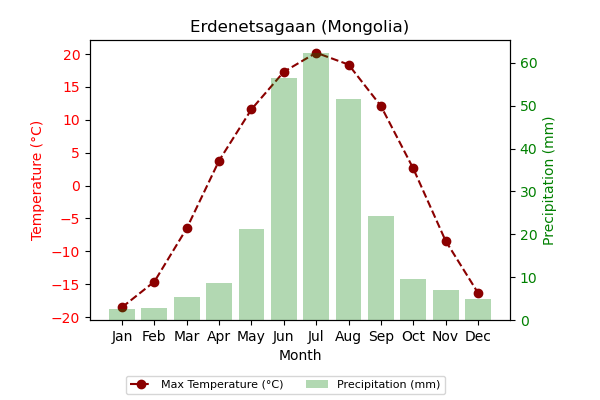 Erdenetsagaan (Mongolia)
20
15
10
5
0
−5
−10
−15
−20
Temperature (°C)
60
50
40
30
20
10
0
Precipitation (mm)
Jan Feb Mar Apr May Jun Jul Aug Sep Oct Nov Dec
Month
Max Temperature (°C) Precipitation (mm)